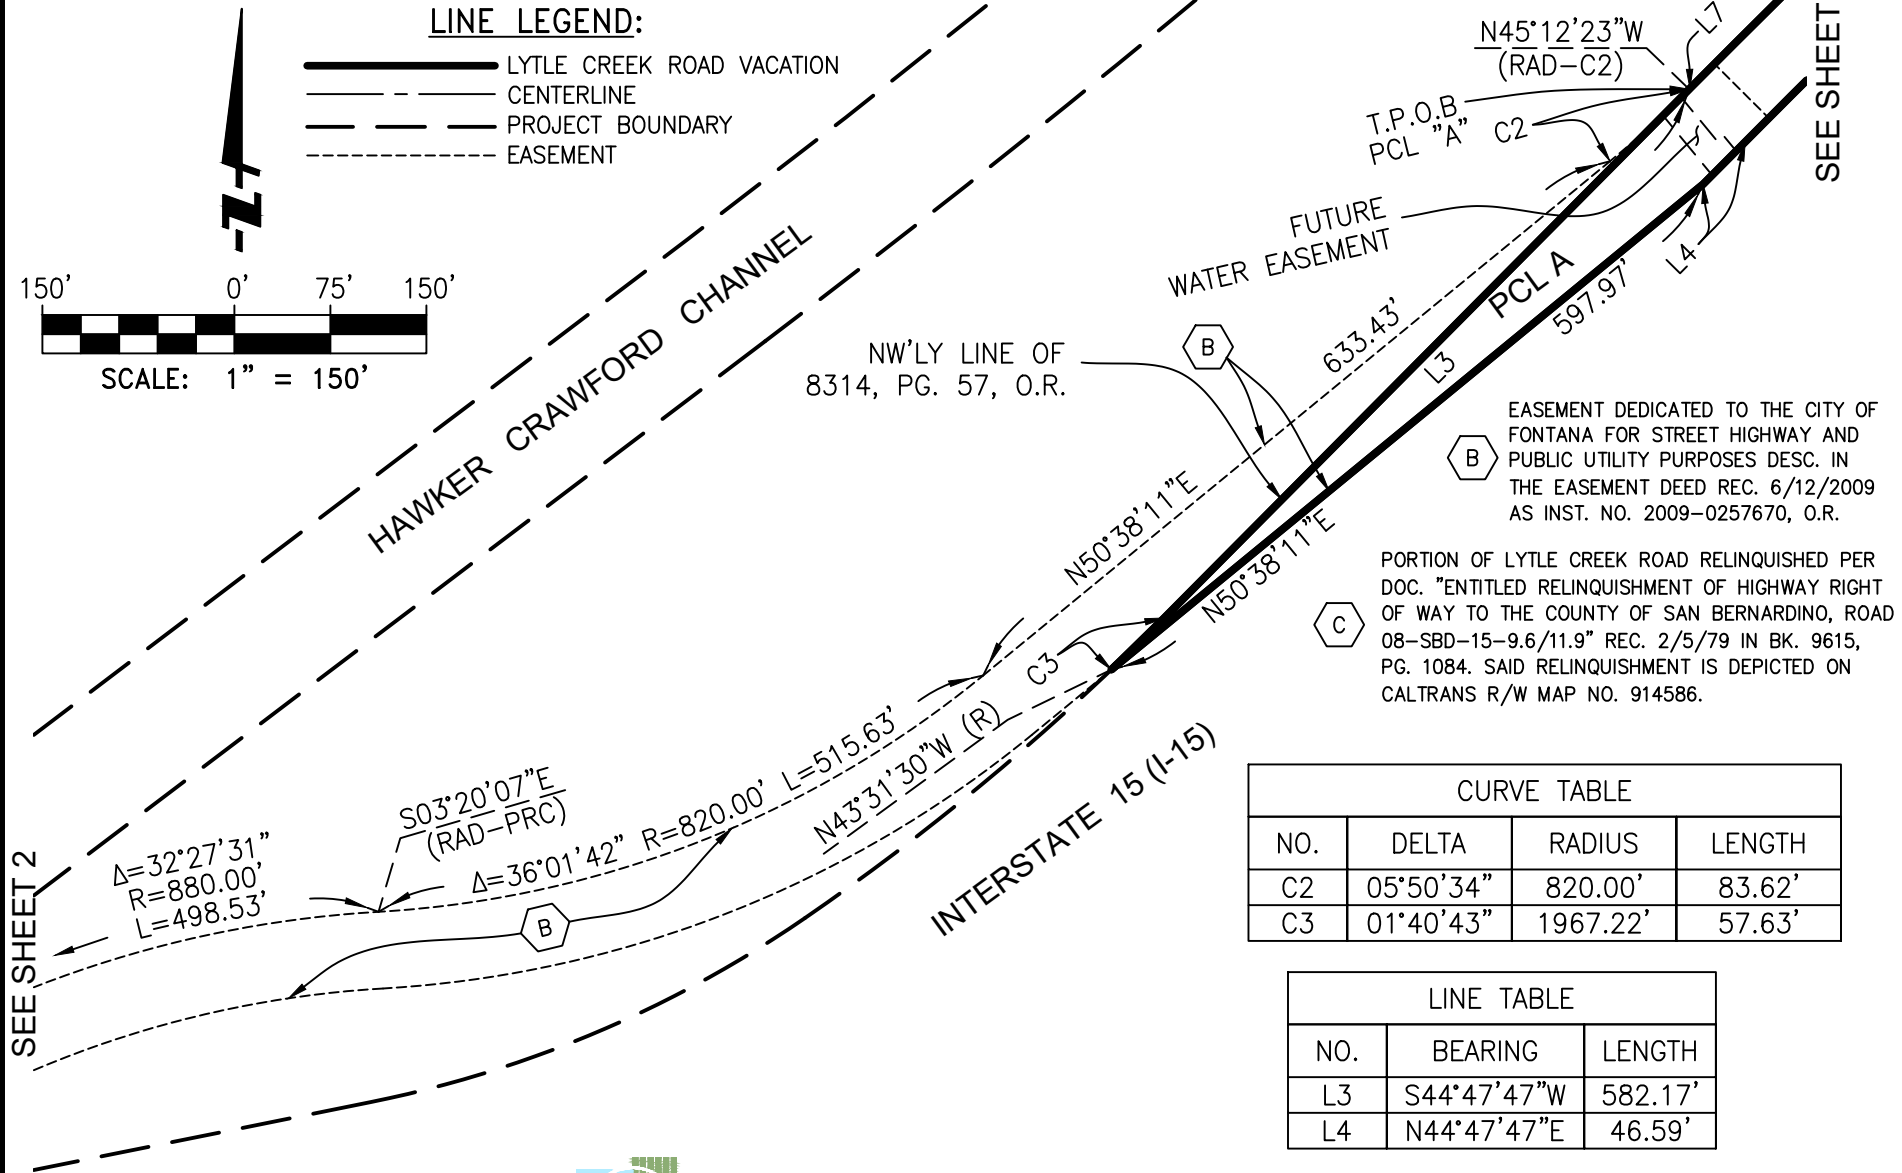 LINE LEGEND:
LYTLE CREEK ROAD VACATION
CENTERLINE
PROJECT BOUNDARY
EASEMENT
N
150' 0' 75' 150'
SCALE: 1" = 150'
N45°12'23"W
(RAD-C2)
L7
SEE SHEET
T.P.O.B
PCL "A"
C2
FUTURE
WATER EASEMENT
L4
PCL A
597.97'
633.43'
L3
B
NW'LY LINE OF
8314, PG. 57, O.R.
HAWKER CRAWFORD CHANNEL
N50°38'11"E
N50°38'11"E
B
EASEMENT DEDICATED TO THE CITY OF
FONTANA FOR STREET HIGHWAY AND
PUBLIC UTILITY PURPOSES DESC. IN
THE EASEMENT DEED REC. 6/12/2009
AS INST. NO. 2009-0257670, O.R.
C
PORTION OF LYTLE CREEK ROAD RELINQUISHED PER
DOC. "ENTITLED RELINQUISHMENT OF HIGHWAY RIGHT
OF WAY TO THE COUNTY OF SAN BERNARDINO, ROAD
08-SBD-15-9.6/11.9" REC. 2/5/79 IN BK. 9615,
PG. 1084. SAID RELINQUISHMENT IS DEPICTED ON
CALTRANS R/W MAP NO. 914586.
C3
N43°31'30"W (R)
INTERSTATE 15 (I-15)
S03°20'07"E
(RAD-PRC)
Δ=36°01'42" R=820.00' L=515.63'
Δ=32°27'31"
R=880.00'
L=498.53'
B
SEE SHEET 2
CURVE TABLE
NO. DELTA RADIUS LENGTH
C2 05°50'34" 820.00' 83.62'
C3 01°40'43" 1967.22' 57.63'
LINE TABLE
NO. BEARING LENGTH
L3 S44°47'47"W 582.17'
L4 N44°47'47"E 46.59'